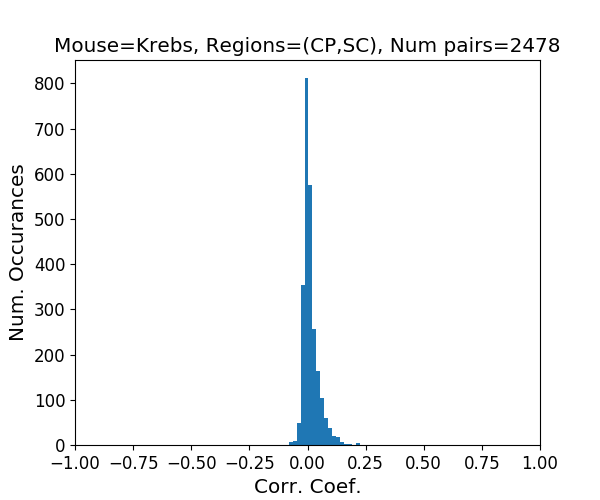 Mouse=Krebs, Regions=(CP,SC), Num pairs=2478
800
700
600
500
400
300
200
100
0
Num. Occurances
−1.00 −0.75 −0.50 −0.25 0.00 0.25 0.50 0.75 1.00
Corr. Coef.